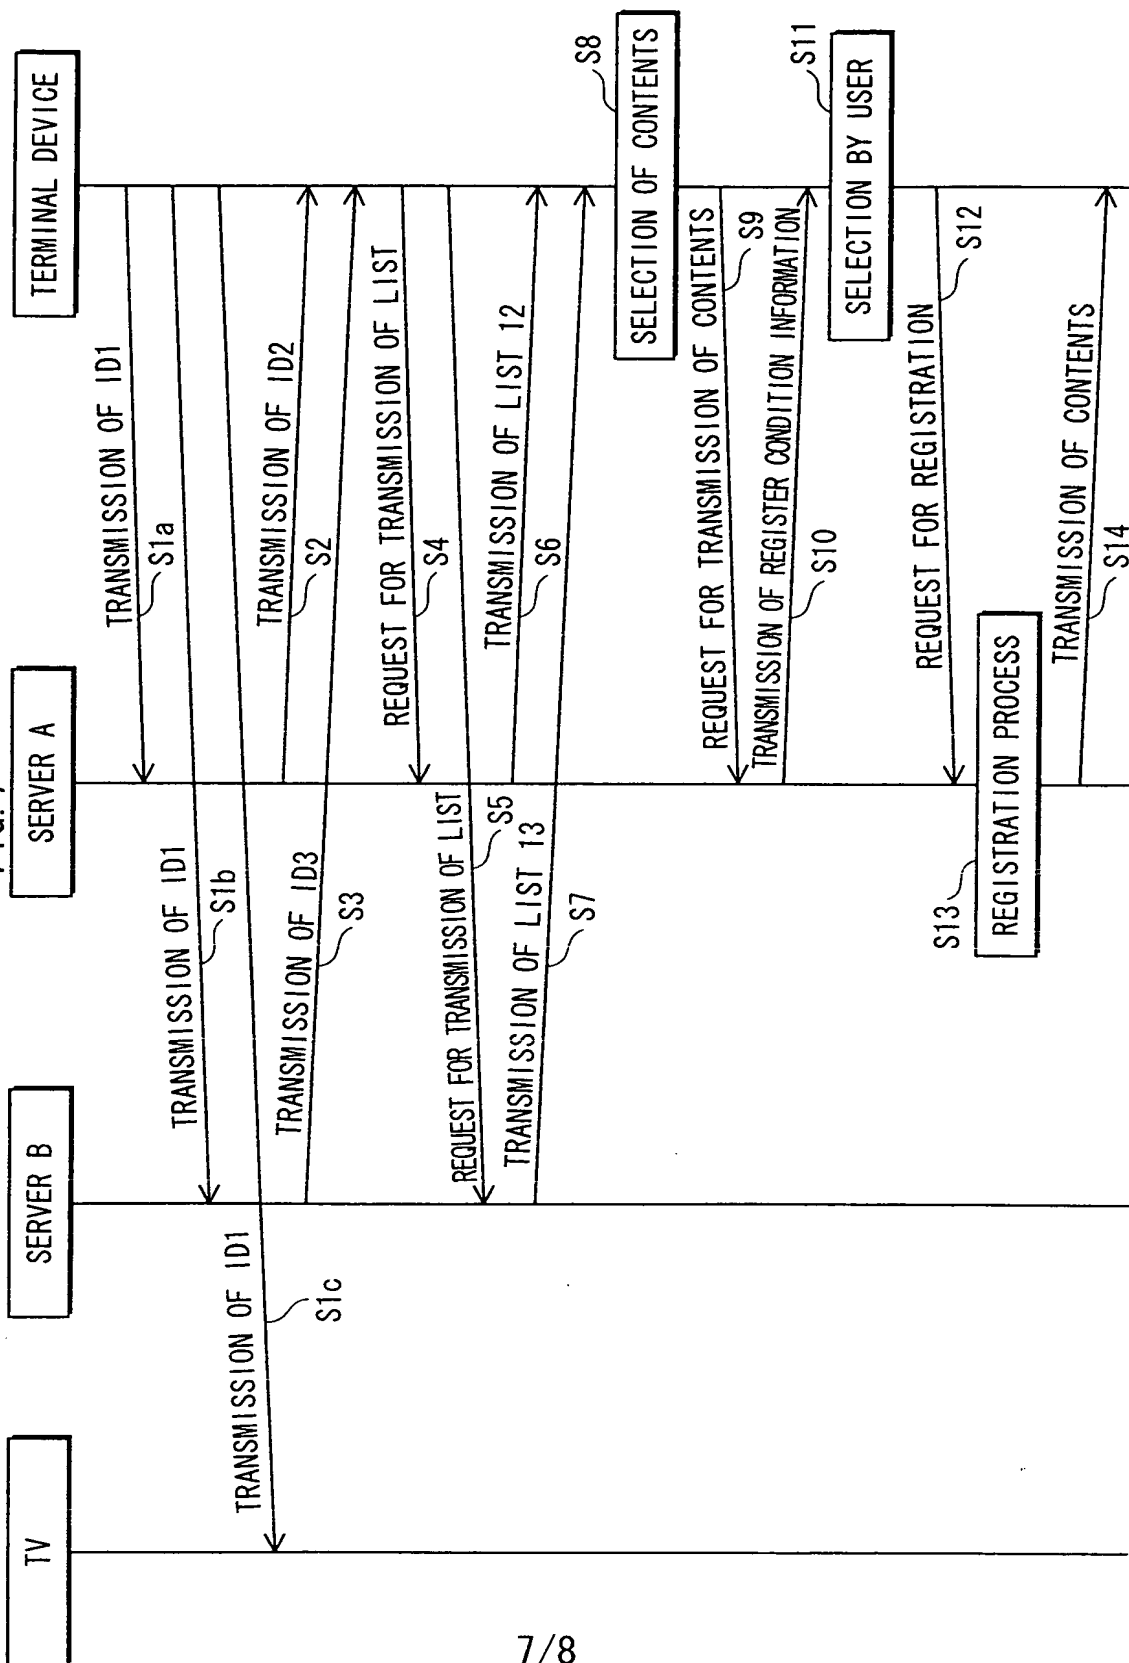 TV
SERVER B
SERVER A
TERMINAL DEVICE
TRANSMISSION OF ID1
S1a
TRANSMISSION OF ID1
S1b
TRANSMISSION OF ID1
S1c
TRANSMISSION OF ID2
S2
TRANSMISSION OF ID3
S3
REQUEST FOR TRANSMISSION OF LIST
S4
REQUEST FOR TRANSMISSION OF LIST
S5
TRANSMISSION OF LIST 12
S6
TRANSMISSION OF LIST 13
S7
S8
SELECTION OF CONTENTS
REQUEST FOR TRANSMISSION OF CONTENTS
S9
TRANSMISSION OF REGISTER CONDITION INFORMATION
S10
S11
SELECTION BY USER
REQUEST FOR REGISTRATION
S12
S13
REGISTRATION PROCESS
TRANSMISSION OF CONTENTS
S14
7/8